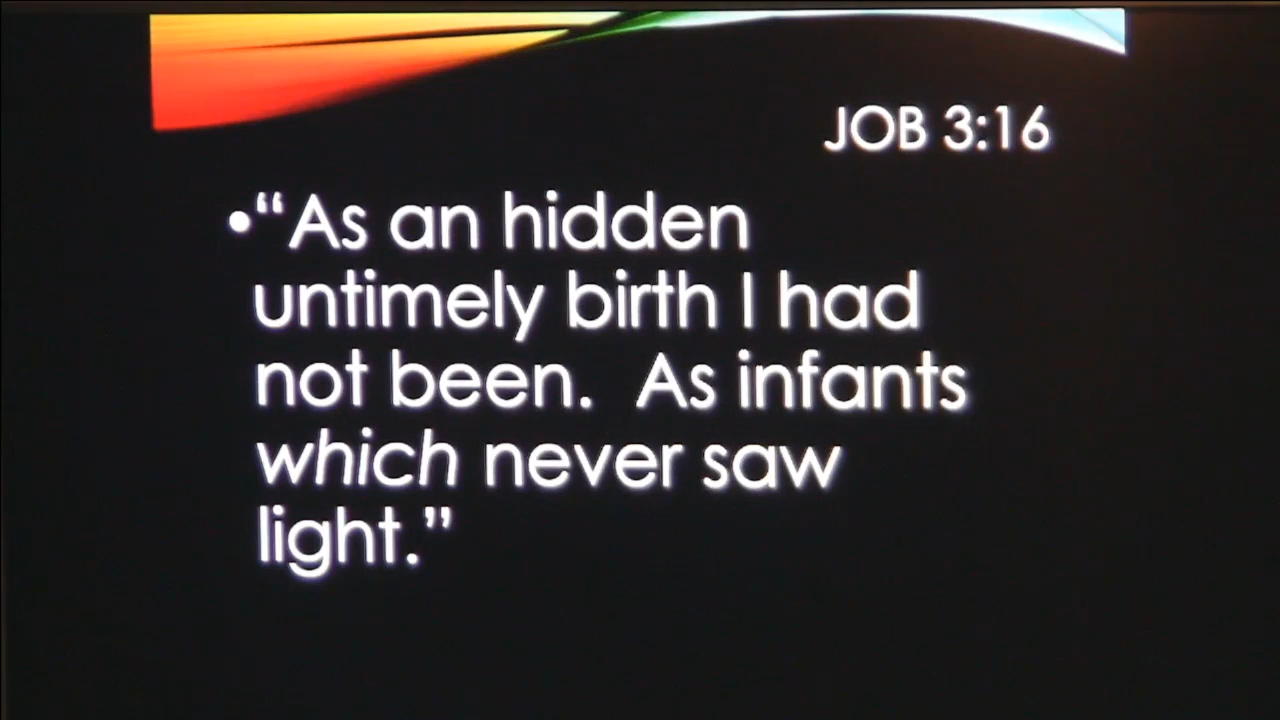 JOB 3:16
•“As an hidden
untimely birth I had
not been.  As infants
which never saw
light.”